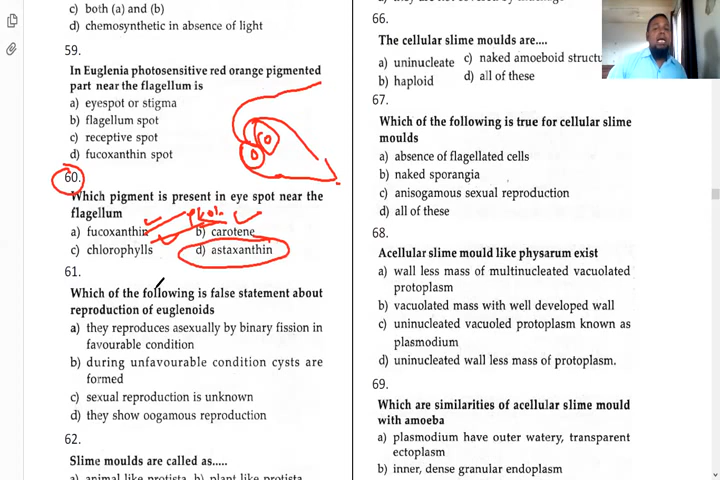 c) both (a) and (b)
d) chemosynthetic in absence of light
59.
In Euglenia photosensitive red orange pigmented
part near the flagellum is
a) eyespot or stigma
b) flagellum spot
c) receptive spot
d) fucoxanthin spot
60.
Which pigment is present in eye spot near the
flagellum
a) fucoxanthin b) carotene
c) chlorophylls d) astaxanthin
61.
Which of the following is false statement about
reproduction of euglenoids
a) they reproduces asexually by binary fission in
favourable condition
b) during unfavourable condition cysts are
formed
c) sexual reproduction is unknown
d) they show oogamous reproduction
62.
Slime moulds are called as.....
a) animal like protista b) plant like protista
66.
The cellular slime moulds are....
a) uninucleate c) naked amoeboid
b) haploid d) all of these
67.
Which of the following is true for cellular slime
moulds
a) absence of flagellated cells
b) naked sporangia
c) anisogamous sexual reproduction
d) all of these
68.
Acellular slime mould like physarum exist
a) wall less mass of multinucleated vacuolated
protoplasm
b) vacuolated mass with well developed wall
c) uninucleated vacuoled protoplasm known as
plasmodium
d) uninucleated wall less mass of protoplasm.
69.
Which are similarities of acellular slime mould
with amoeba
a) plasmodium have outer watery, transparent
ectoplasm
b) inner, dense granular endoplasm